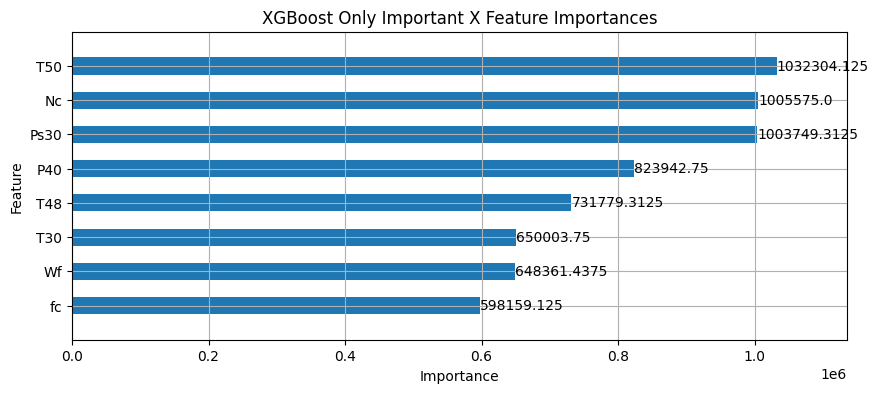 XGBoost Only Important X Feature Importances
T50
1032304.125
Nc
1005575.0
Ps30
1003749.3125
P40
823942.75
T48
731779.3125
T30
650003.75
Wf
648361.4375
fc
598159.125
Feature
0.0 0.2 0.4 0.6 0.8 1.0
1e6
Importance